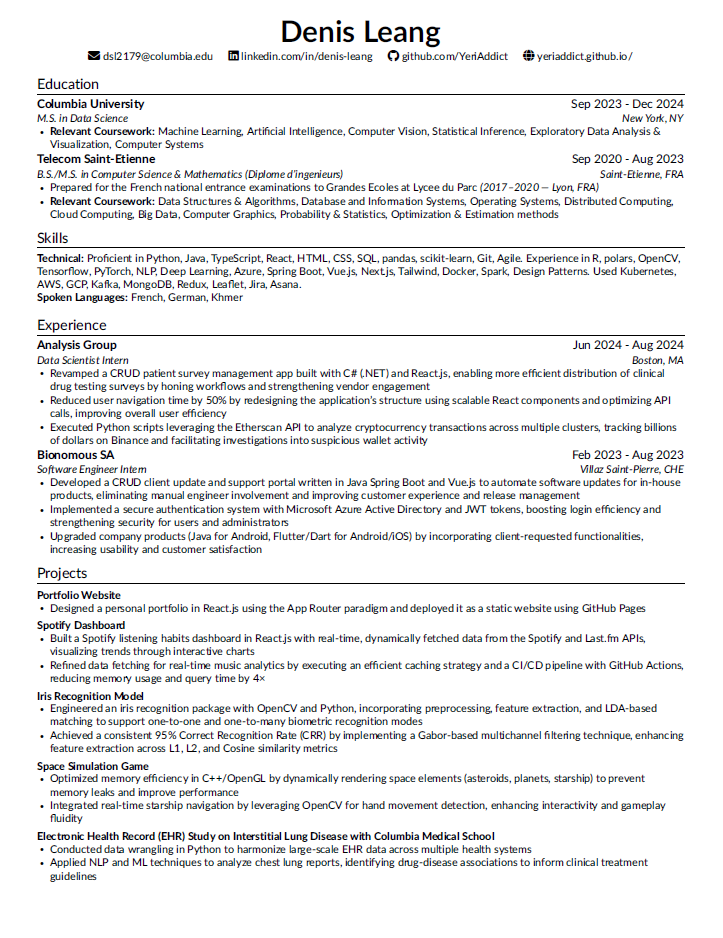 Denis Leang
dsl2179@columbia.edu linkedin.com/in/denis-leang github.com/YeriAddict yeriaddict.github.io/
Education
Columbia University Sep 2023 - Dec 2024
M.S. in Data Science New York, NY
• Relevant Coursework: Machine Learning, Artificial Intelligence, Computer Vision, Statistical Inference, Exploratory Data Analysis &
Visualization, Computer Systems
Telecom Saint-Etienne Sep 2020 - Aug 2023
B.S./M.S. in Computer Science & Mathematics (Diplome d'ingenieurs) Saint-Etienne, FRA
• Prepared for the French national entrance examinations to Grandes Ecoles at Lycee du Parc (2017–2020 — Lyon, FRA)
• Relevant Coursework: Data Structures & Algorithms, Database and Information Systems, Operating Systems, Distributed Computing,
Cloud Computing, Big Data, Computer Graphics, Probability & Statistics, Optimization & Estimation methods
Skills
Technical: Proficient in Python, Java, TypeScript, React, HTML, CSS, SQL, pandas, scikit-learn, Git, Agile. Experience in R, polars, OpenCV,
Tensorflow, PyTorch, NLP, Deep Learning, Azure, Spring Boot, Vue.js, Next.js, Tailwind, Docker, Spark, Design Patterns. Used Kubernetes,
AWS, GCP, Kafka, MongoDB, Redux, Leaflet, Jira, Asana.
Spoken Languages: French, German, Khmer
Experience
Analysis Group Jun 2024 - Aug 2024
Data Scientist Intern Boston, MA
• Revamped a CRUD patient survey management app built with C# (.NET) and React.js, enabling more efficient distribution of clinical
drug testing surveys by honing workflows and strengthening vendor engagement
• Reduced user navigation time by 50% by redesigning the application's structure using scalable React components and optimizing API
calls, improving overall user efficiency
• Executed Python scripts leveraging the Etherscan API to analyze cryptocurrency transactions across multiple clusters, tracking billions
of dollars on Binance and facilitating investigations into suspicious wallet activity
Bionomous SA Feb 2023 - Aug 2023
Software Engineer Intern Villaz Saint-Pierre, CHE
• Developed a CRUD client update and support portal written in Java Spring Boot and Vue.js to automate software updates for in-house
products, eliminating manual engineer involvement and improving customer experience and release management
• Implemented a secure authentication system with Microsoft Azure Active Directory and JWT tokens, boosting login efficiency and
strengthening security for users and administrators
• Upgraded company products (Java for Android, Flutter/Dart for Android/iOS) by incorporating client-requested functionalities,
increasing usability and customer satisfaction
Projects
Portfolio Website
• Designed a personal portfolio in React.js using the App Router paradigm and deployed it as a static website using GitHub Pages
Spotify Dashboard
• Built a Spotify listening habits dashboard in React.js with real-time, dynamically fetched data from the Spotify and Last.fm APIs,
visualizing trends through interactive charts
• Refined data fetching for real-time music analytics by executing an efficient caching strategy and a CI/CD pipeline with GitHub Actions,
reducing memory usage and query time by 4×
Iris Recognition Model
• Engineered an iris recognition package with OpenCV and Python, incorporating preprocessing, feature extraction, and LDA-based
matching to support one-to-one and one-to-many biometric recognition modes
• Achieved a consistent 95% Correct Recognition Rate (CRR) by implementing a Gabor-based multichannel filtering technique, enhancing
feature extraction across L1, L2, and Cosine similarity metrics
Space Simulation Game
• Optimized memory efficiency in C++/OpenGL by dynamically rendering space elements (asteroids, planets, starship) to prevent
memory leaks and improve performance
• Integrated real-time starship navigation by leveraging OpenCV for hand movement detection, enhancing interactivity and gameplay
fluidity
Electronic Health Record (EHR) Study on Interstitial Lung Disease with Columbia Medical School
• Conducted data wrangling in Python to harmonize large-scale EHR data across multiple health systems
• Applied NLP and ML techniques to analyze chest lung reports, identifying drug-disease associations to inform clinical treatment
guidelines